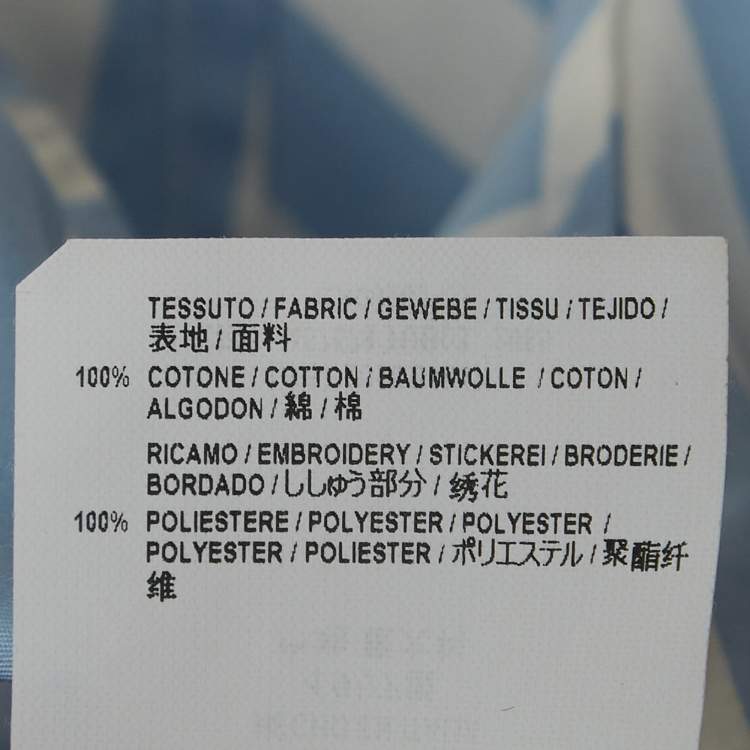 TESSUTO / FABRIC / GEWEBE / TISSU / TEJIDO /
表地 / 面料
100% COTONE / COTTON / BAUMWOLLE / COTON /
ALGODON / 綿 / 棉
RICAMO / EMBROIDERY / STICKEREI / BRODERIE /
BORDADO / ししゅう部分 / 绣花
100% POLIESTERE / POLYESTER / POLYESTER /
POLYESTER / POLIESTER / ポリエステル / 聚酯纤
维